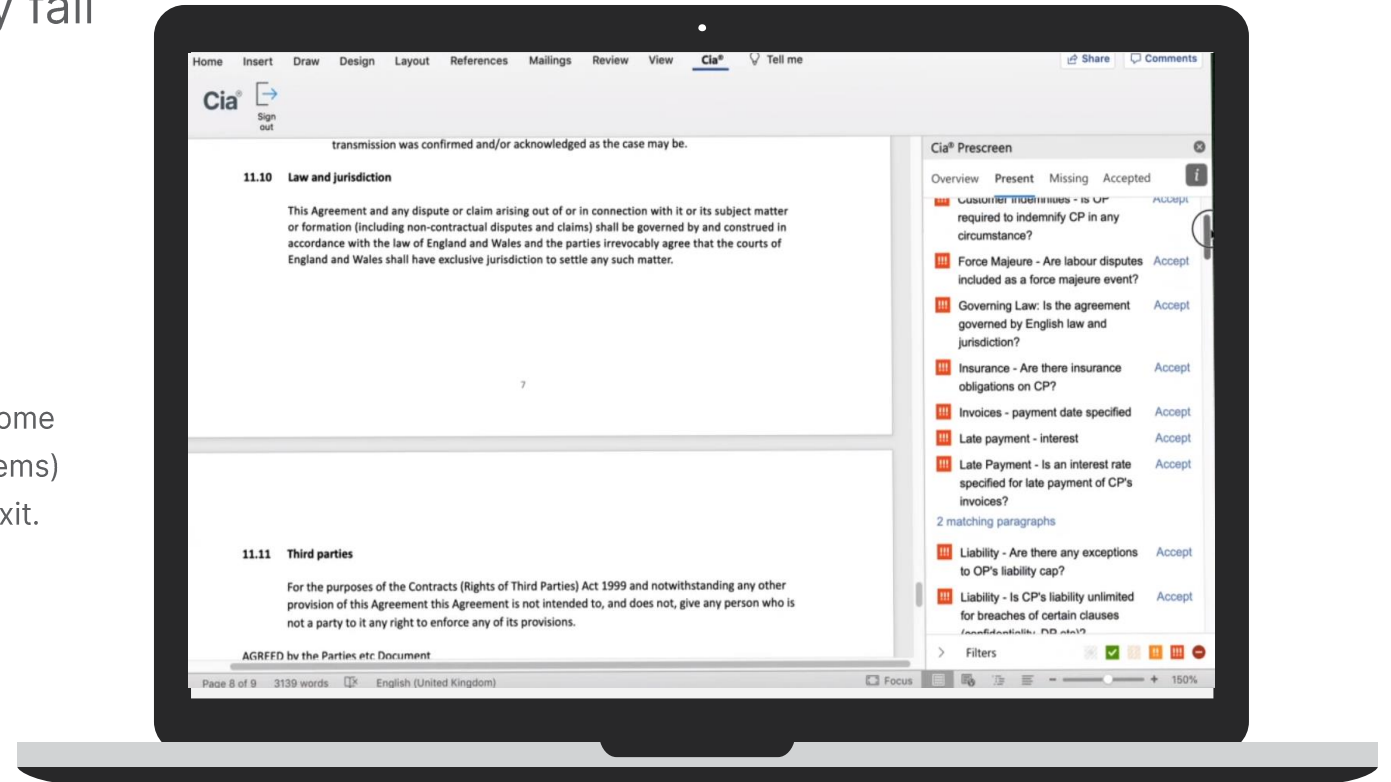 fall
ome
ems)
xit.
Home Insert Draw Design Layout References Mailings Review View Cia® Tell me Share Comments
Cia®
Sign
out
transmission was confirmed and/or acknowledged as the case may be.
11.10 Law and jurisdiction
This Agreement and any dispute or claim arising out of or in connection with it or its subject matter
or formation (including non-contractual disputes and claims) shall be governed by and construed in
accordance with the law of England and Wales and the parties irrevocably agree that the courts of
England and Wales shall have exclusive jurisdiction to settle any such matter.
7
11.11 Third parties
For the purposes of the Contracts (Rights of Third Parties) Act 1999 and notwithstanding any other
provision of this Agreement this Agreement is not intended to, and does not, give any person who is
not a party to it any right to enforce any of its provisions.
AGREED by the Parties etc Document
Cia® Prescreen
Overview Present Missing Accepted i
Customer Indemnities - Is OP Accept
required to indemnify CP in any
circumstance?
Force Majeure - Are labour disputes Accept
included as a force majeure event?
Governing Law: Is the agreement Accept
governed by English law and
jurisdiction?
Insurance - Are there insurance Accept
obligations on CP?
Invoices - payment date specified Accept
Late payment - interest Accept
Late Payment - Is an interest rate Accept
specified for late payment of CP's
invoices?
2 matching paragraphs
Liability - Are there any exceptions Accept
to OP's liability cap?
Liability - Is CP's liability unlimited Accept
for breaches of certain clauses
(confidentiality, DP etc)?
Filters
Page 8 of 9 3139 words English (United Kingdom) Focus 150%